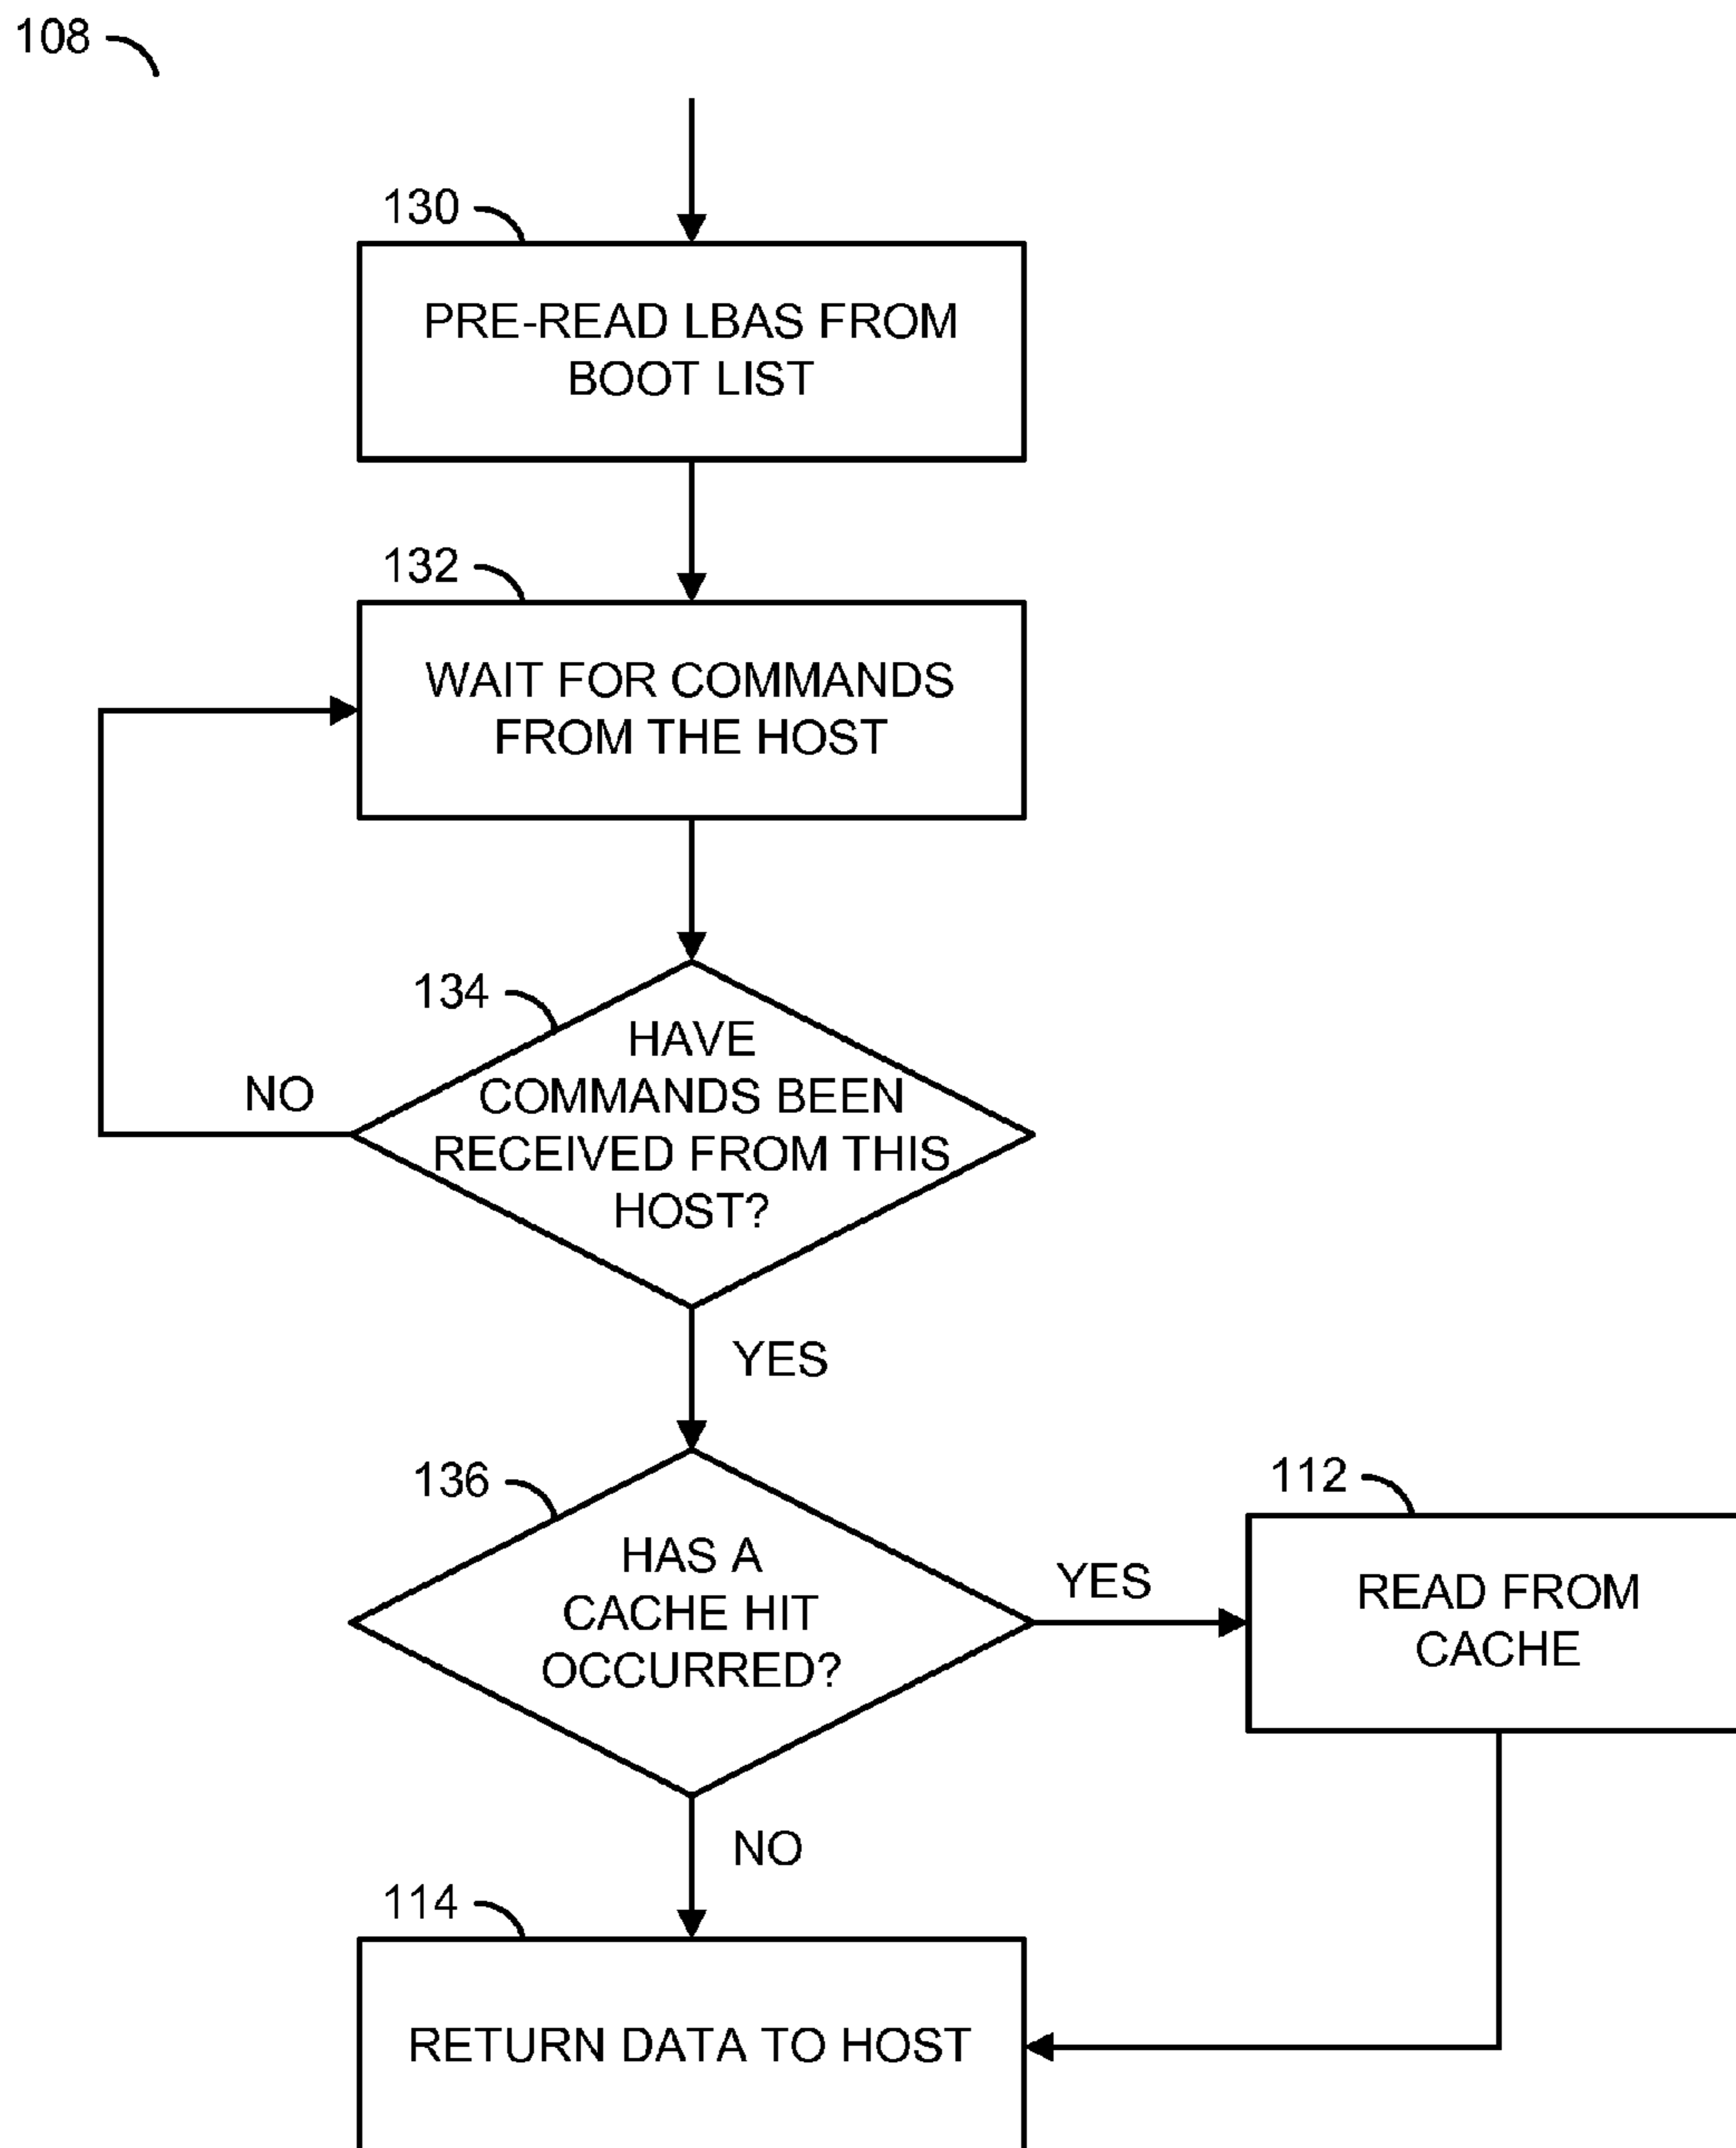 108
130
PRE-READ LBAS FROM
BOOT LIST
132
WAIT FOR COMMANDS
FROM THE HOST
134
HAVE
COMMANDS BEEN
RECEIVED FROM THIS
HOST?
NO
YES
136
HAS A
CACHE HIT
OCCURRED?
YES
112
READ FROM
CACHE
NO
114
RETURN DATA TO HOST